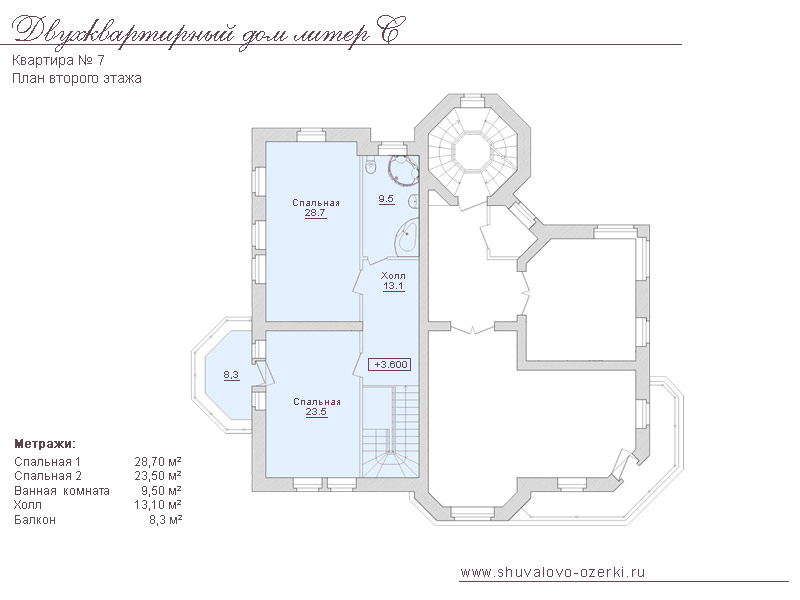 Двухквартирный дом литер С
Квартира № 7
План второго этажа
Спальная
28.7
9.5
Холл
13.1
+3.600
8,3
Спальная
23.5
Метражи:
Спальная 1 28,70 м²
Спальная 2 23,50 м²
Ванная комната 9,50 м²
Холл 13,10 м²
Балкон 8,3 м²
www.shuvalovo-ozerki.ru